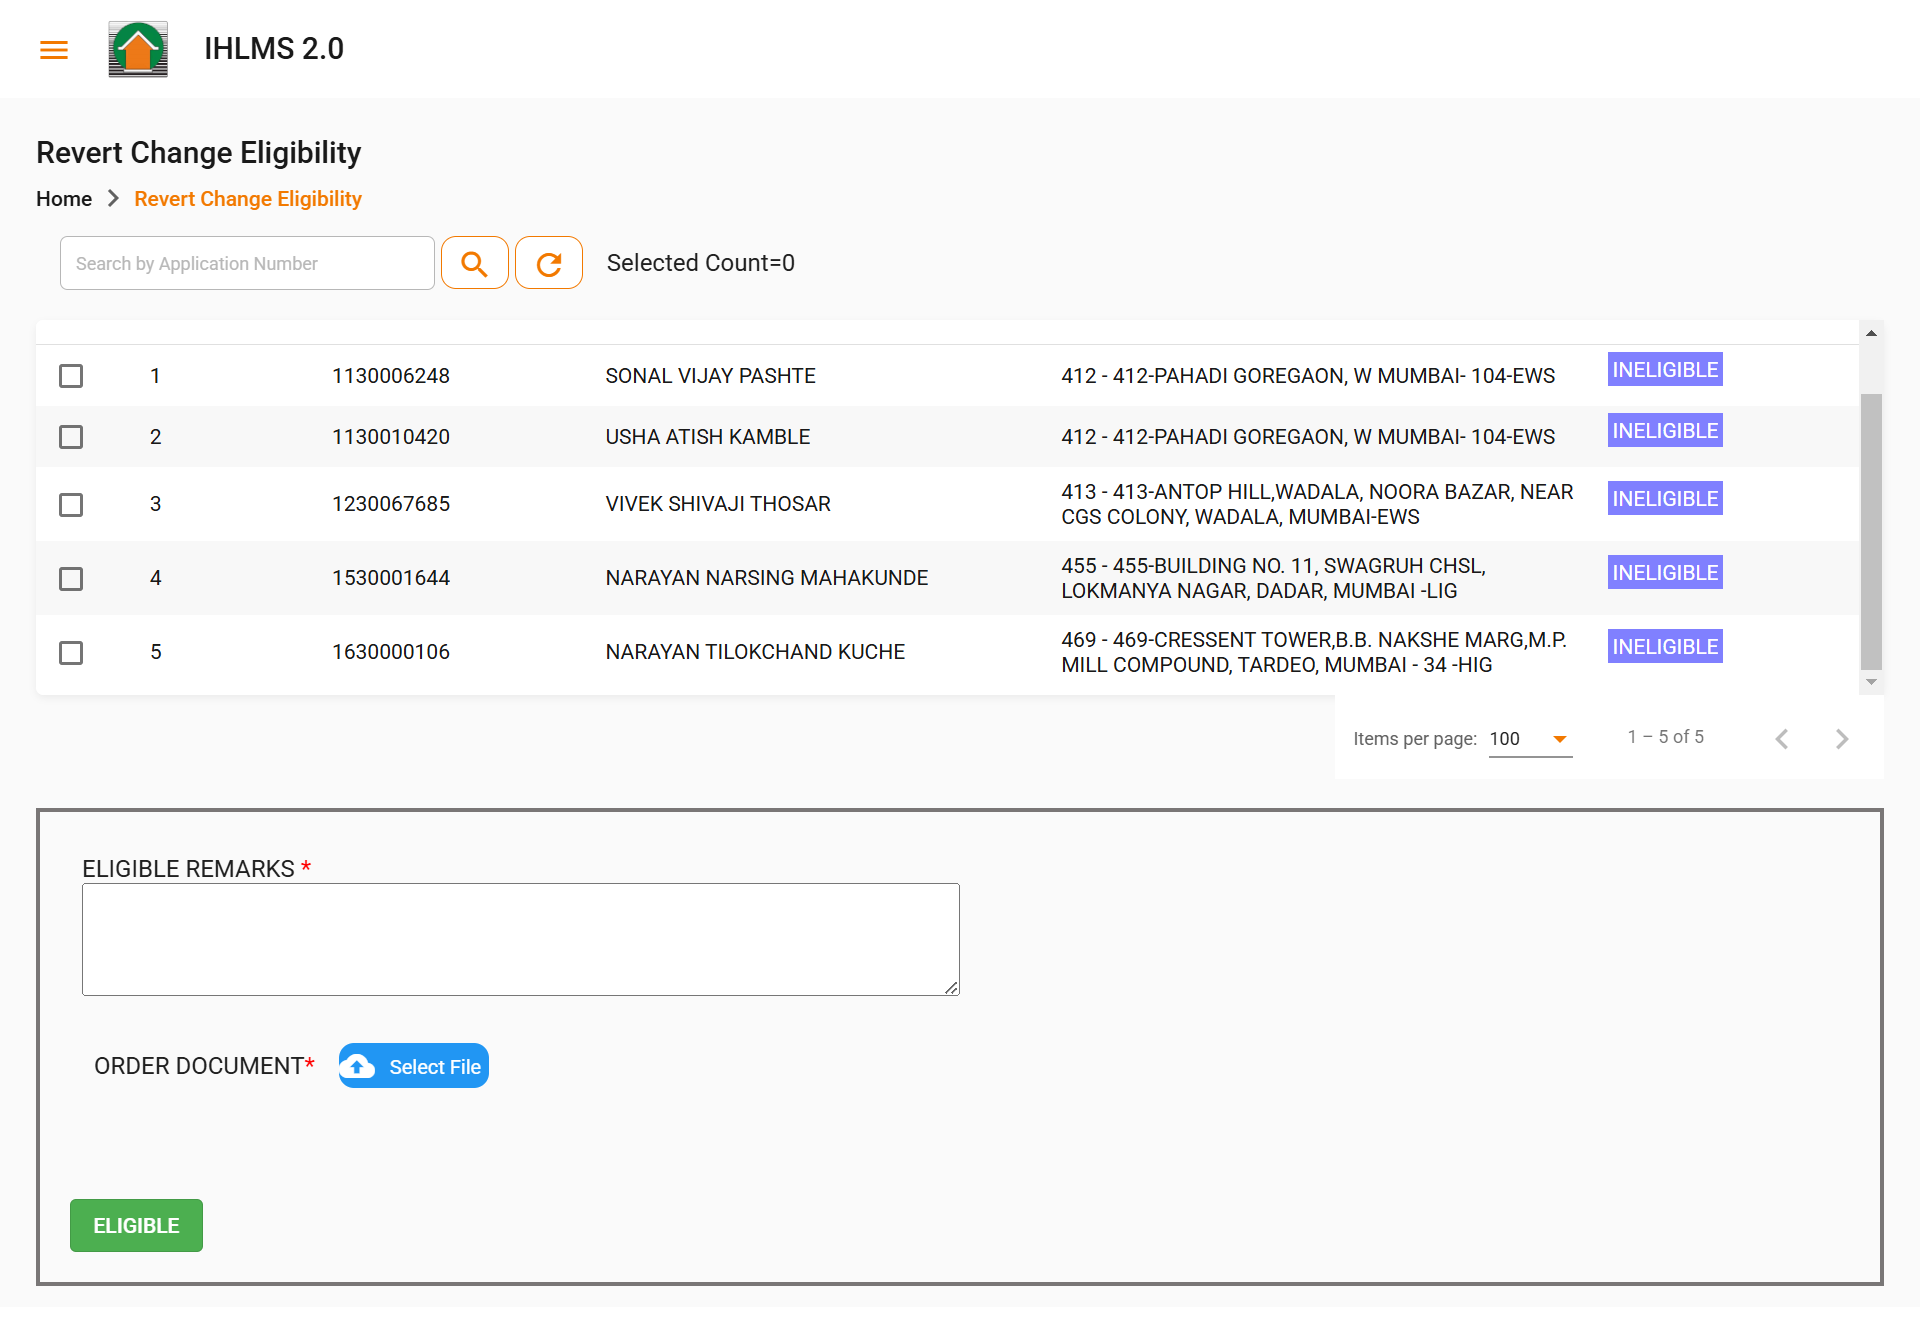 IHLMS 2.0
Revert Change Eligibility
Home > Revert Change Eligibility
Search by Application Number
Selected Count=0
1 1130006248 SONAL VIJAY PASHTE 412 - 412-PAHADI GOREGAON, W MUMBAI- 104-EWS INELIGIBLE
2 1130010420 USHA ATISH KAMBLE 412 - 412-PAHADI GOREGAON, W MUMBAI- 104-EWS INELIGIBLE
3 1230067685 VIVEK SHIVAJI THOSAR 413 - 413-ANTOP HILL,WADALA, NOORA BAZAR, NEAR INELIGIBLE
CGS COLONY, WADALA, MUMBAI-EWS
4 1530001644 NARAYAN NARSING MAHAKUNDE 455 - 455-BUILDING NO. 11, SWAGRUH CHSL, INELIGIBLE
LOKMANYA NAGAR, DADAR, MUMBAI -LIG
5 1630000106 NARAYAN TILOKCHAND KUCHE 469 - 469-CRESSENT TOWER,B.B. NAKSHE MARG,M.P. INELIGIBLE
MILL COMPOUND, TARDEO, MUMBAI - 34 -HIG
Items per page: 100 1 – 5 of 5
ELIGIBLE REMARKS *
ORDER DOCUMENT* Select File
ELIGIBLE